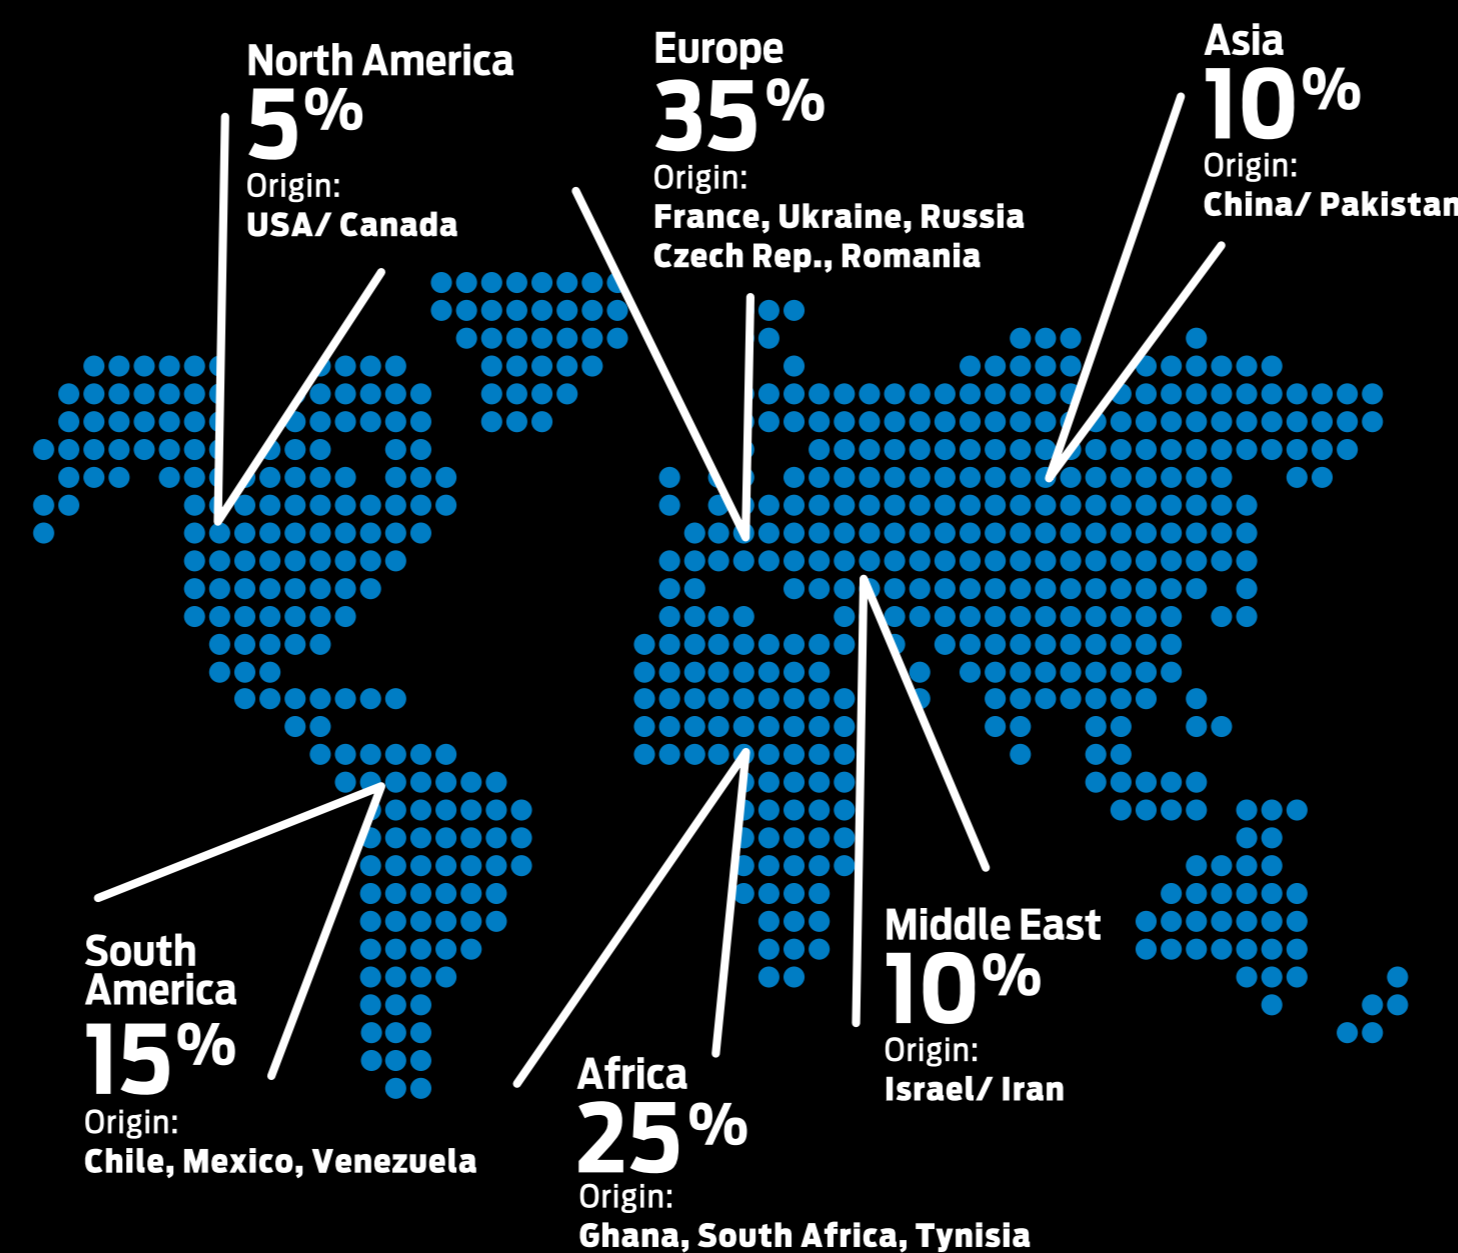 North America
5%
Origin:
USA/ Canada
Europe
35%
Origin:
France, Ukraine, Russia
Czech Rep., Romania
Asia
10%
Origin:
China/ Pakistan
South
America
15%
Origin:
Chile, Mexico, Venezuela
Africa
25%
Origin:
Ghana, South Africa, Tynisia
Middle East
10%
Origin:
Israel/ Iran